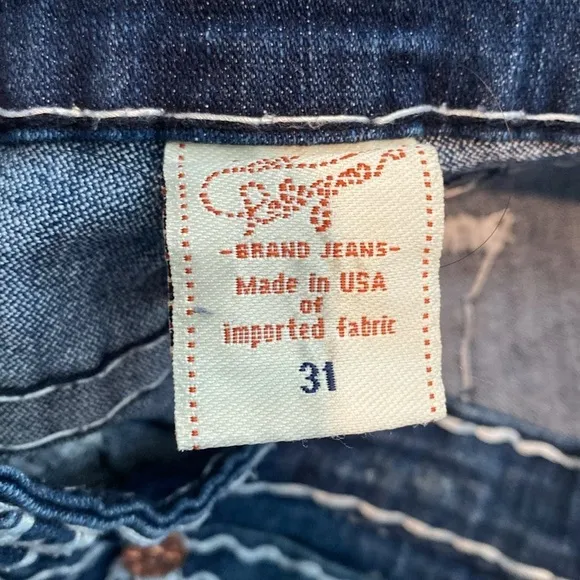 -BRAND JEANS-
Made in USA
of
imported fabric
31